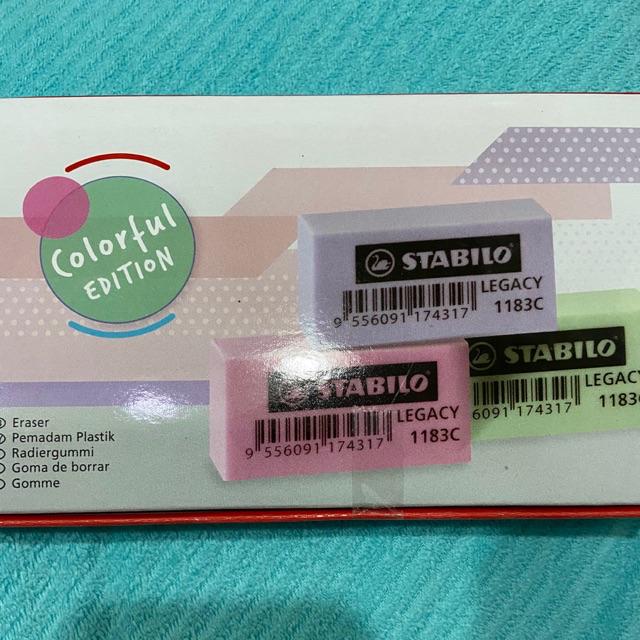 Colorful
EDITION
STABILO
LEGACY
1183C
9 556091 174317
STABILO
LEGACY
1183C
9 556091 174317
STABILO
LEGACY
1183C
6091 174317
Eraser
Pemadam Plastik
Radiergummi
Goma de borrar
Gomme